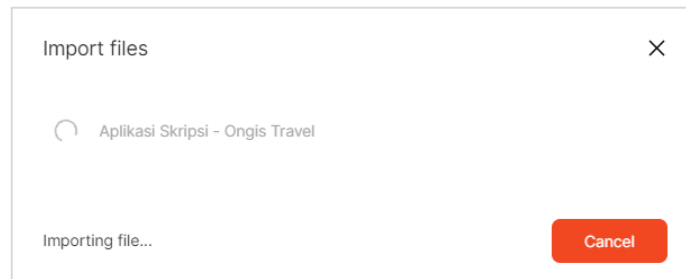 Import files
Aplikasi Skripsi - Ongis Travel
Importing file...
Cancel